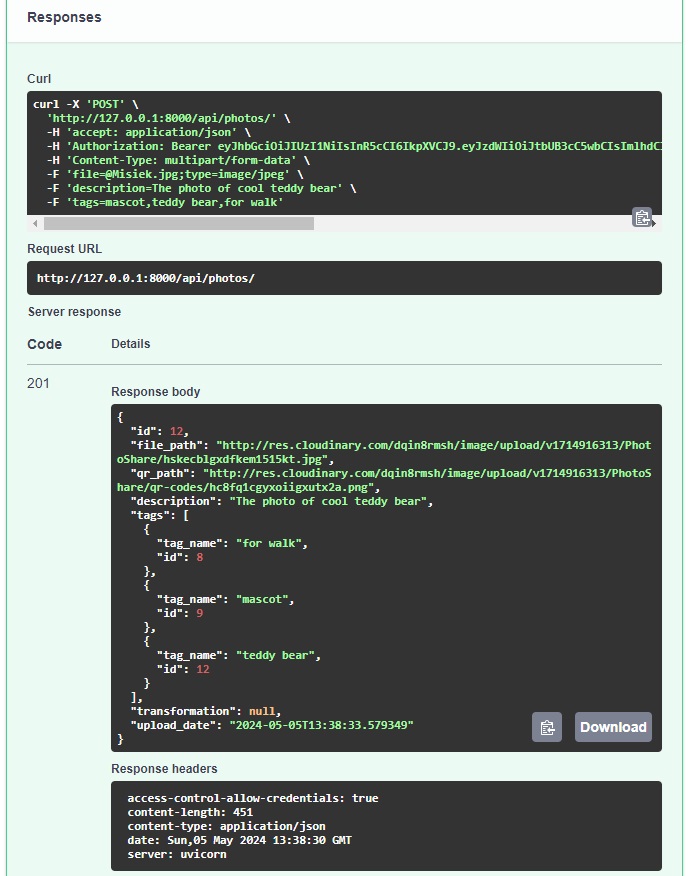 Responses
Curl
curl -X 'POST' \
  'http://127.0.0.1:8000/api/photos/' \
  -H 'accept: application/json' \
  -H 'Authorization: Bearer eyJhbGciOiJIUzI1NiIsInR5cCI6IkpXVCJ9.eyJzdWIiOiJtbUB3cC5wbCIsImlhdC
  -H 'Content-Type: multipart/form-data' \
  -F 'file=@Misiek.jpg;type=image/jpeg' \
  -F 'description=The photo of cool teddy bear' \
  -F 'tags=mascot,teddy bear,for walk'
Request URL
http://127.0.0.1:8000/api/photos/
Server response
Code Details
201
Response body
{
  "id": 12,
  "file_path": "http://res.cloudinary.com/dqin8rmsh/image/upload/v1714916313/Phot
oShare/hskecblgxdfkem1515kt.jpg",
  "qr_path": "http://res.cloudinary.com/dqin8rmsh/image/upload/v1714916313/PhotoS
hare/qr-codes/hc8fq1cgyxoiigxutx2a.png",
  "description": "The photo of cool teddy bear",
  "tags": [
    {
      "tag_name": "for walk",
      "id": 8
    },
    {
      "tag_name": "mascot",
      "id": 9
    },
    {
      "tag_name": "teddy bear",
      "id": 12
    }
  ],
  "transformation": null,
  "upload_date": "2024-05-05T13:38:33.579349"
}
Download
Response headers
access-control-allow-credentials: true
content-length: 451
content-type: application/json
date: Sun,05 May 2024 13:38:30 GMT
server: uvicorn